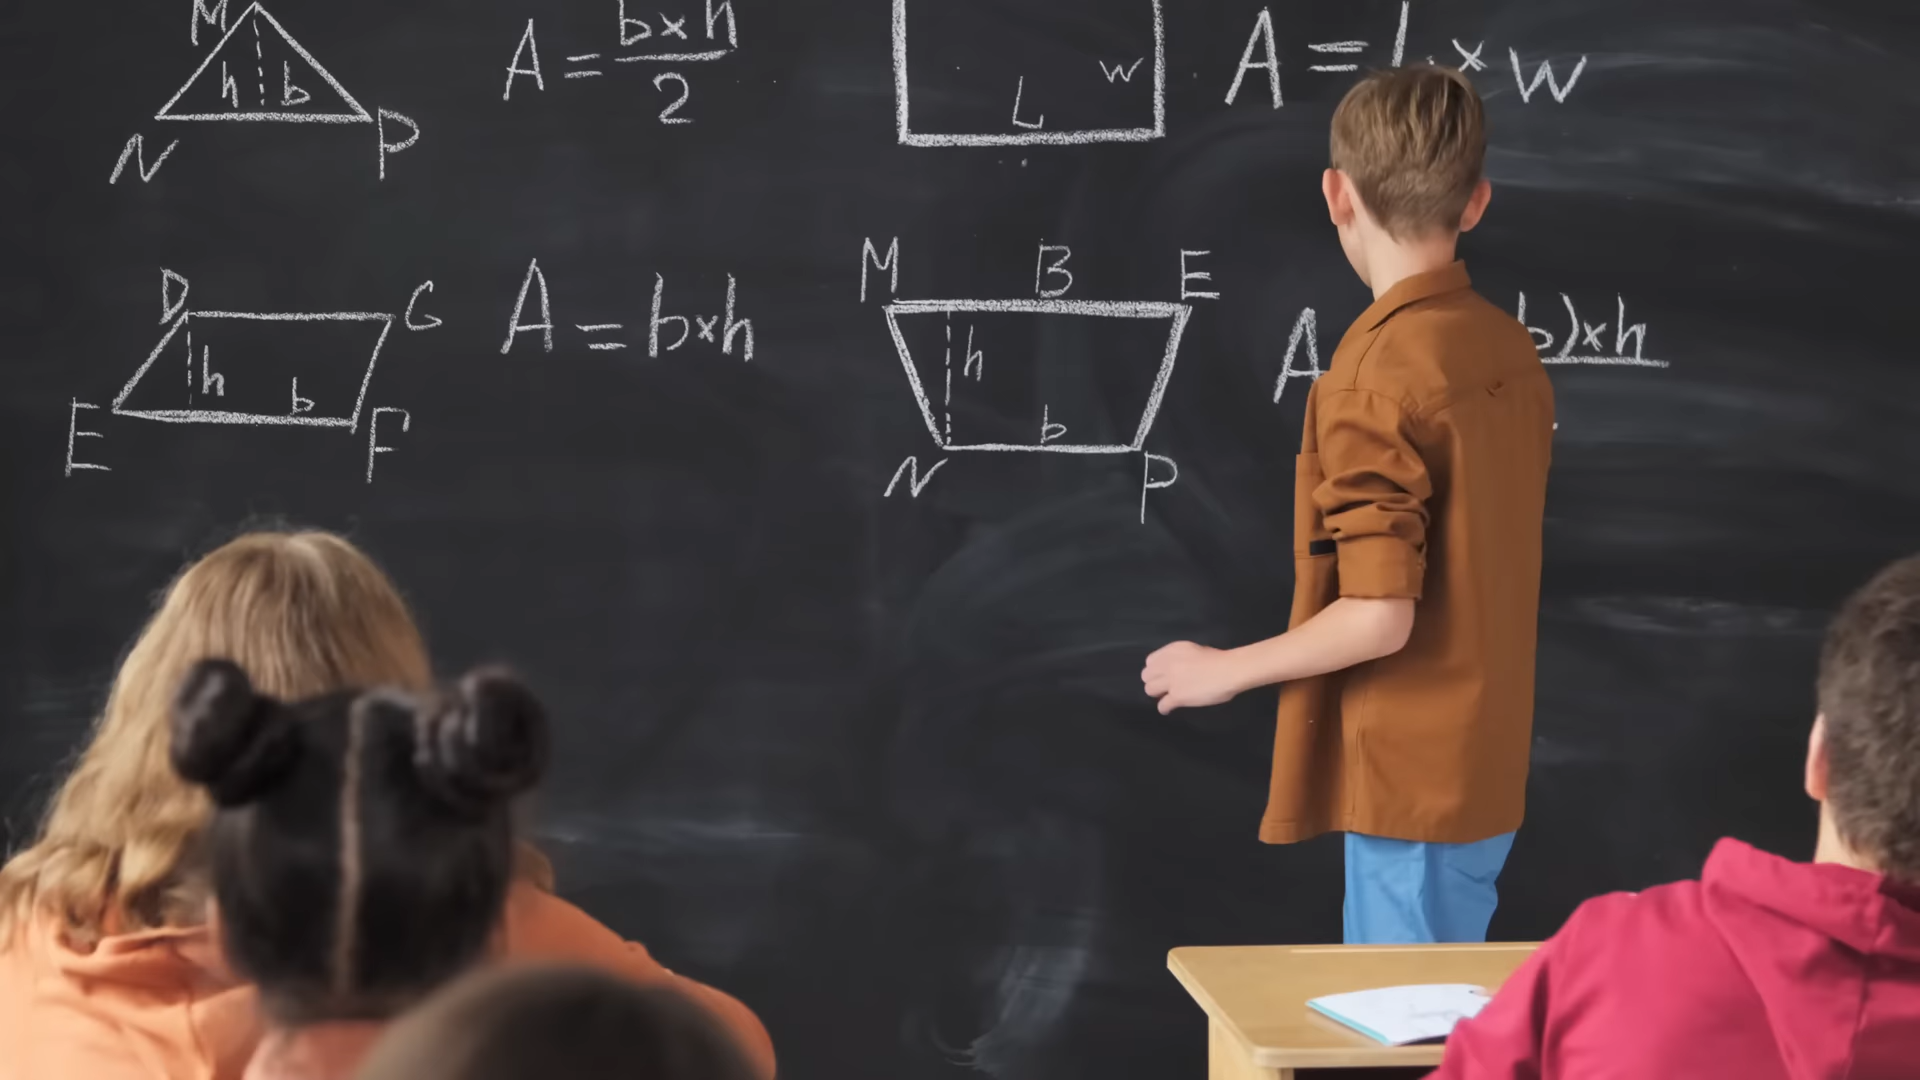 M
h b
N P
A = b×h
2
w
L
A = L × w
D G
h
b
E F
A = b×h
M B E
h
b
N P
A b)×h